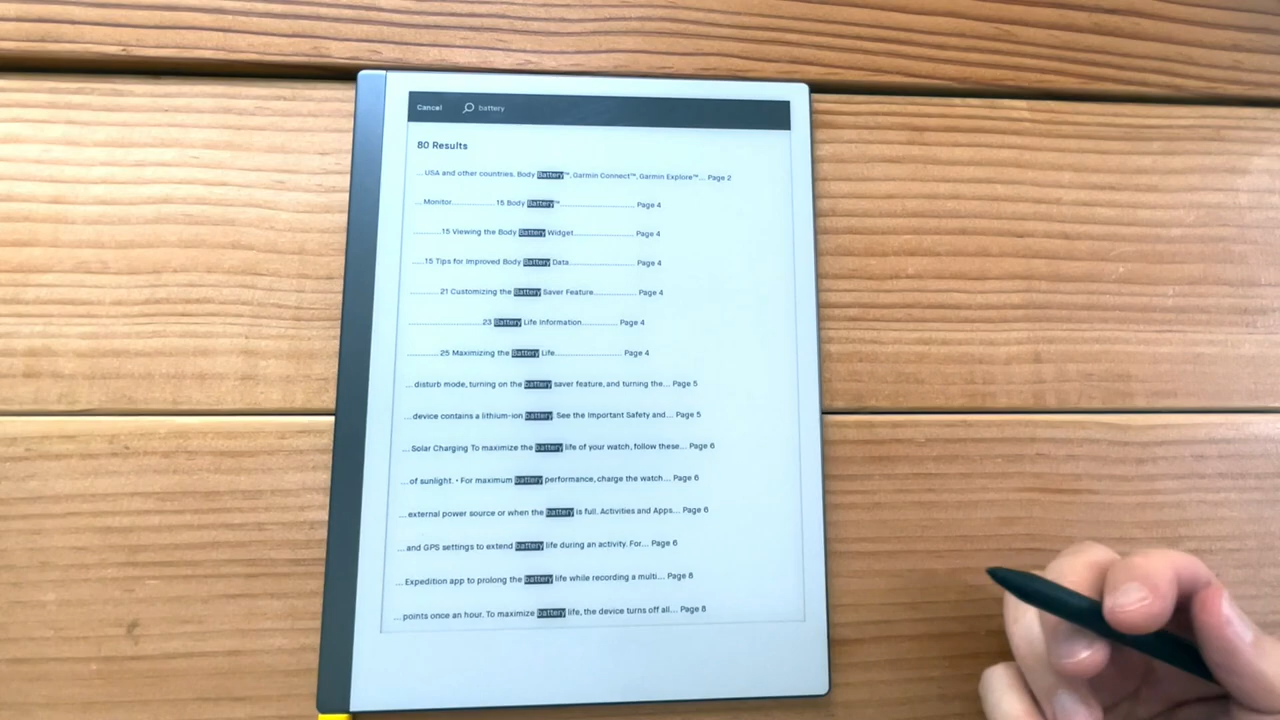 Cancel battery
80 Results
... USA and other countries. Body Battery™, Garmin Connect™, Garmin Explore™... Page 2
... Monitor..................... 15 Body Battery™................................... Page 4
..............15 Viewing the Body Battery Widget............................ Page 4
......15 Tips for Improved Body Battery Data............................... Page 4
.............. 21 Customizing the Battery Saver Feature.................... Page 4
....................................23 Battery Life Information................. Page 4
............... 25 Maximizing the Battery Life................................ Page 4
... disturb mode, turning on the battery saver feature, and turning the... Page 5
... device contains a lithium-ion battery. See the Important Safety and... Page 5
... Solar Charging To maximize the battery life of your watch, follow these... Page 6
... of sunlight. • For maximum battery performance, charge the watch... Page 6
... external power source or when the battery is full. Activities and Apps... Page 6
... and GPS settings to extend battery life during an activity. For... Page 6
... Expedition app to prolong the battery life while recording a multi... Page 8
... points once an hour. To maximize battery life, the device turns off all... Page 8